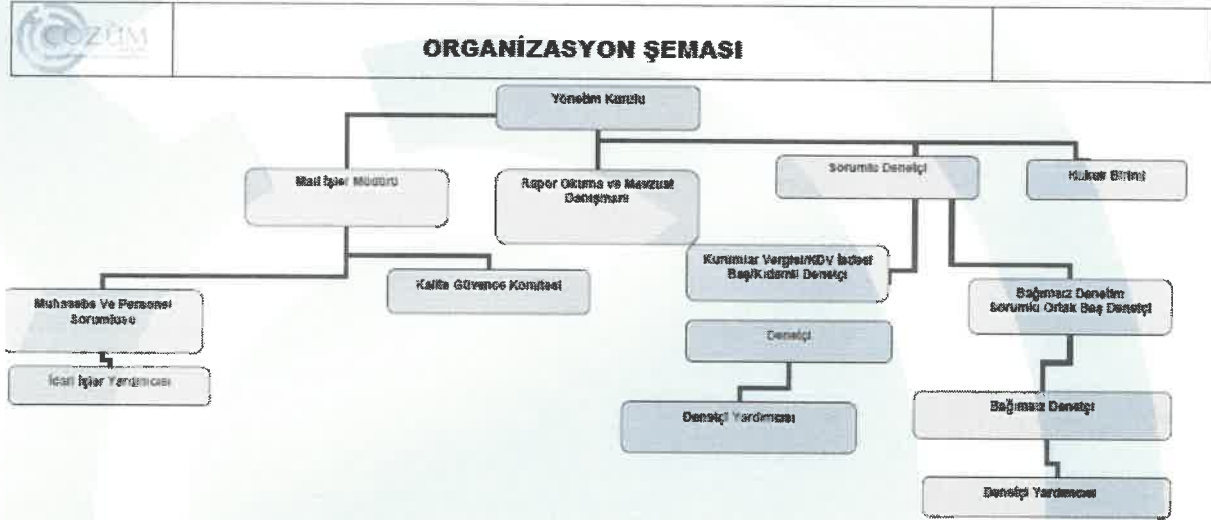 ÇÖZÜM
ORGANİZASYON ŞEMASI
Yönetim Kurulu
Mali İşler Müdürü
Rapor Okuma ve Mevzuat
Danışmanı
Sorumlu Denetçi
Hukuk Birimi
Kurumlar Vergisi/KDV İadesi
Baş/Kıdemli Denetçi
Kalite Güvence Komitesi
Muhasebe Ve Personel
Sorumlusu
Bağımsız Denetim
Sorumlu Ortak Baş Denetçi
Denetçi
İdari İşler Yardımcısı
Denetçi Yardımcısı
Bağımsız Denetçi
Denetçi Yardımcısı